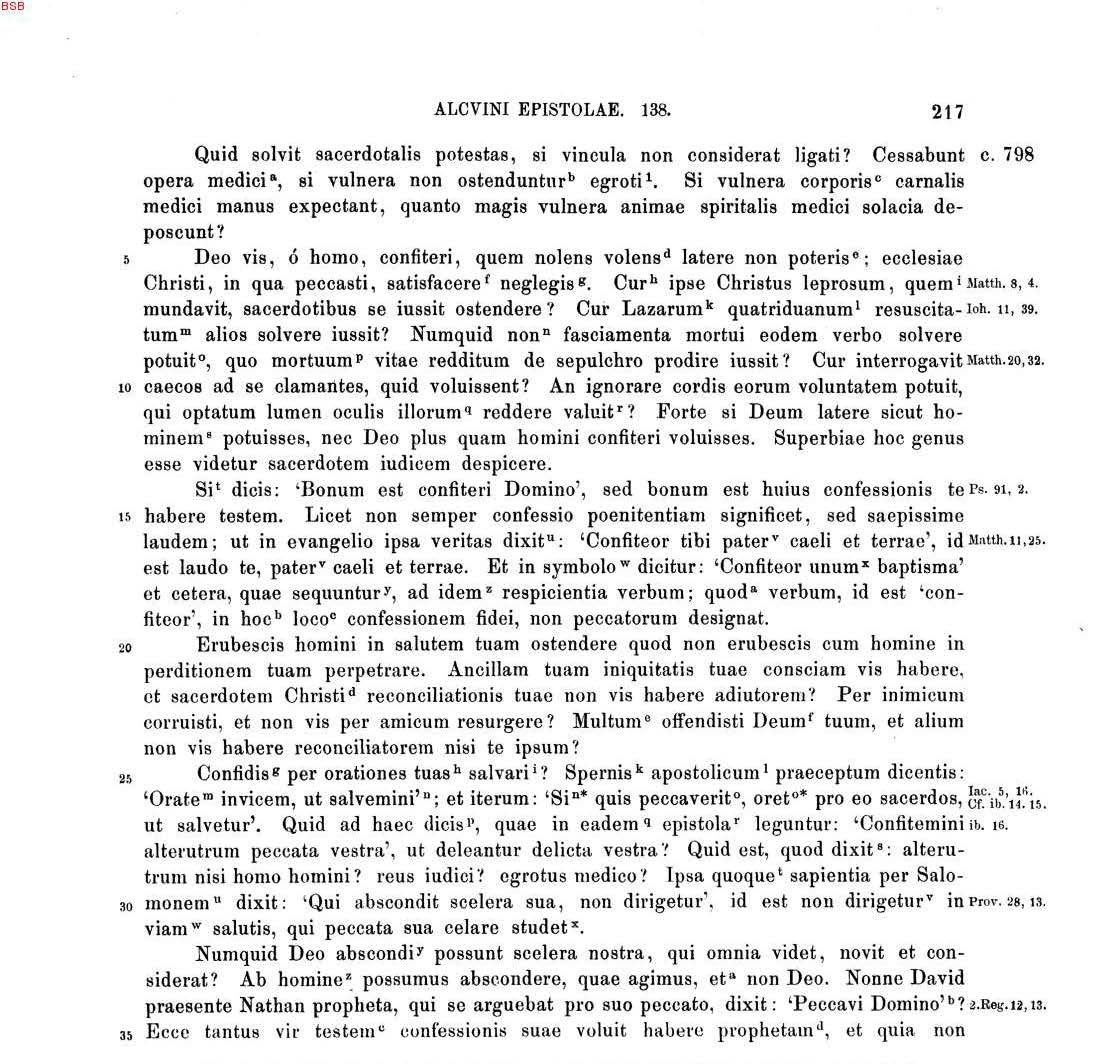 BSB
ALCVINI EPISTOLAE. 138. 217
Quid solvit sacerdotalis potestas, si vincula non considerat ligati? Cessabunt c. 798
opera medici a, si vulnera non ostenduntur b egroti 1. Si vulnera corporis c carnalis
medici manus expectant, quanto magis vulnera animae spiritalis medici solacia de-
poscunt?
5 Deo vis, ó homo, confiteri, quem nolens volens d latere non poteris e; ecclesiae
Christi, in qua peccasti, satisfacere f neglegis g. Cur h ipse Christus leprosum, quem i Matth. 8, 4.
mundavit, sacerdotibus se iussit ostendere? Cur Lazarum k quatriduanum l resuscita- Ioh. 11, 39.
tum m alios solvere iussit? Numquid non n fasciamenta mortui eodem verbo solvere
potuit o, quo mortuum p vitae redditum de sepulchro prodire iussit? Cur interrogavit Matth. 20, 32.
10 caecos ad se clamantes, quid voluissent? An ignorare cordis eorum voluntatem potuit,
qui optatum lumen oculis illorum q reddere valuit r? Forte si Deum latere sicut ho-
minem s potuisses, nec Deo plus quam homini confiteri voluisses. Superbiae hoc genus
esse videtur sacerdotem iudicem despicere.
Si t dicis: ‘Bonum est confiteri Domino’, sed bonum est huius confessionis te Ps. 91, 2.
15 habere testem. Licet non semper confessio poenitentiam significet, sed saepissime
laudem; ut in evangelio ipsa veritas dixit u: ‘Confiteor tibi pater v caeli et terrae’, id Matth. 11, 25.
est laudo te, pater v caeli et terrae. Et in symbolo w dicitur: ‘Confiteor unum x baptisma’
et cetera, quae sequuntur y, ad idem z respicientia verbum; quod a verbum, id est ‘con-
fiteor’, in hoc b loco c confessionem fidei, non peccatorum designat.
20 Erubescis homini in salutem tuam ostendere quod non erubescis cum homine in
perditionem tuam perpetrare. Ancillam tuam iniquitatis tuae consciam vis habere,
et sacerdotem Christi d reconciliationis tuae non vis habere adiutorem? Per inimicum
corruisti, et non vis per amicum resurgere? Multum e offendisti Deum f tuum, et alium
non vis habere reconciliatorem nisi te ipsum?
25 Confidis g per orationes tuas h salvari i? Spernis k apostolicum l praeceptum dicentis:
‘Orate m invicem, ut salvemini’ n; et iterum: ‘Si n* quis peccaverit o, oret o* pro eo sacerdos, Iac. 5, 16. Cf. ib. 14. 15.
ut salvetur’. Quid ad haec dicis p, quae in eadem q epistola r leguntur: ‘Confitemini ib. 16.
alterutrum peccata vestra’, ut deleantur delicta vestra? Quid est, quod dixit s: alteru-
trum nisi homo homini? reus iudici? egrotus medico? Ipsa quoque t sapientia per Salo-
30 monem u dixit: ‘Qui abscondit scelera sua, non dirigetur’, id est non dirigetur v in Prov. 28, 13.
viam w salutis, qui peccata sua celare studet x.
Numquid Deo abscondi y possunt scelera nostra, qui omnia videt, novit et con-
siderat? Ab homine z possumus abscondere, quae agimus, et a non Deo. Nonne David
praesente Nathan propheta, qui se arguebat pro suo peccato, dixit: ‘Peccavi Domino’ b? 2. Reg. 12, 13.
35 Ecce tantus vir testem c confessionis suae voluit habere prophetam d, et quia non